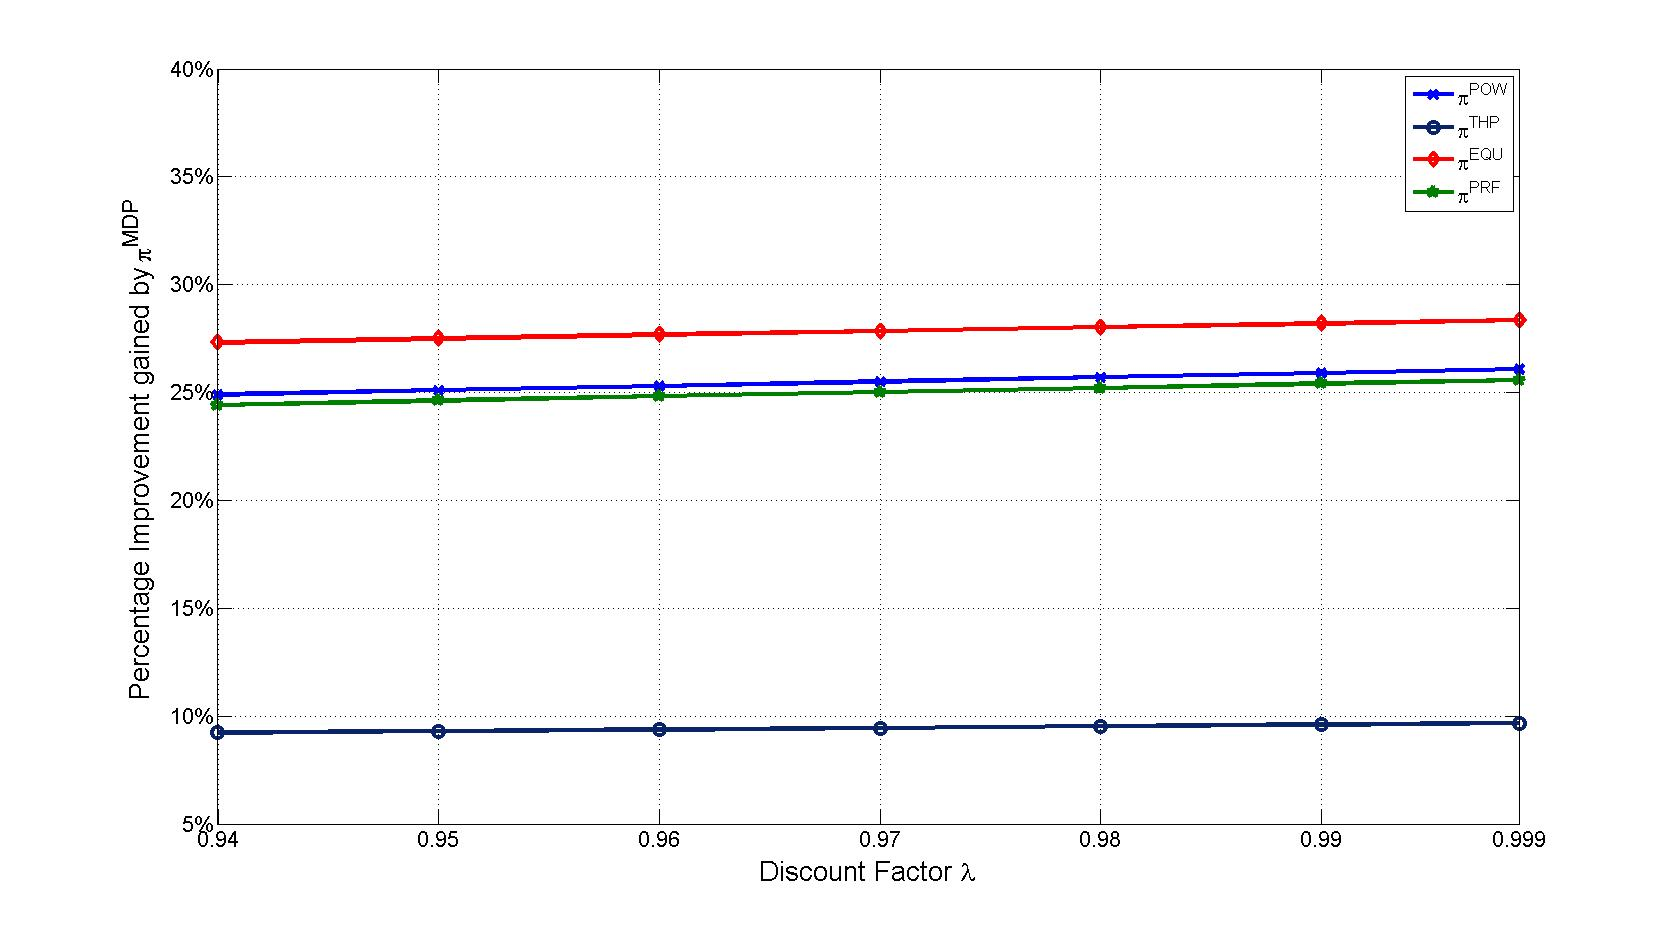 40%
35%
30%
25%
20%
15%
10%
5%
Percentage Improvement gained by π^MDP
π^POW
π^THP
π^EQU
π^PRF
0.94 0.95 0.96 0.97 0.98 0.99 0.999
Discount Factor λ